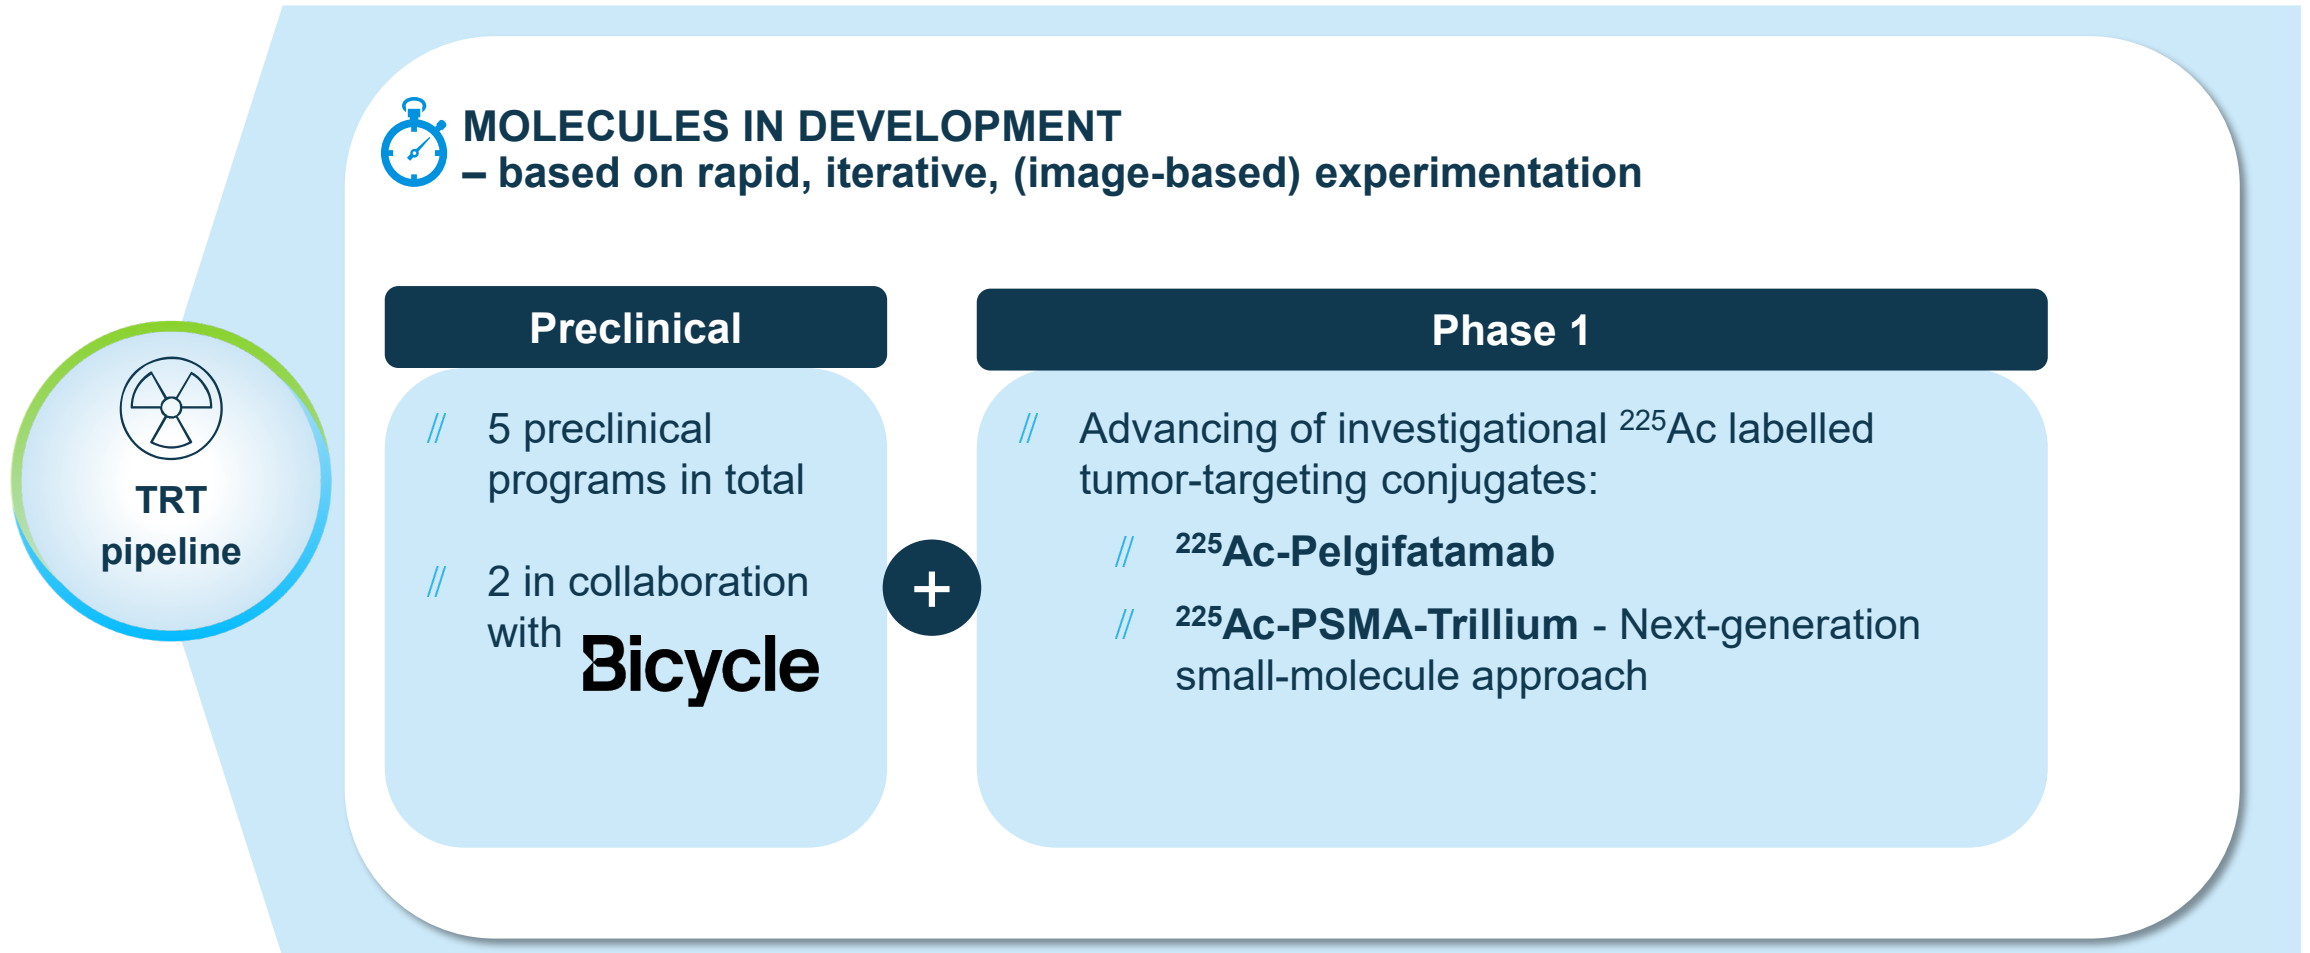 MOLECULES IN DEVELOPMENT
– based on rapid, iterative, (image-based) experimentation
TRT
pipeline
Preclinical
// 5 preclinical
programs in total
// 2 in collaboration
with Bicycle
+
Phase 1
// Advancing of investigational ²²⁵Ac labelled
tumor-targeting conjugates:
// ²²⁵Ac-Pelgifatamab
// ²²⁵Ac-PSMA-Trillium - Next-generation
small-molecule approach